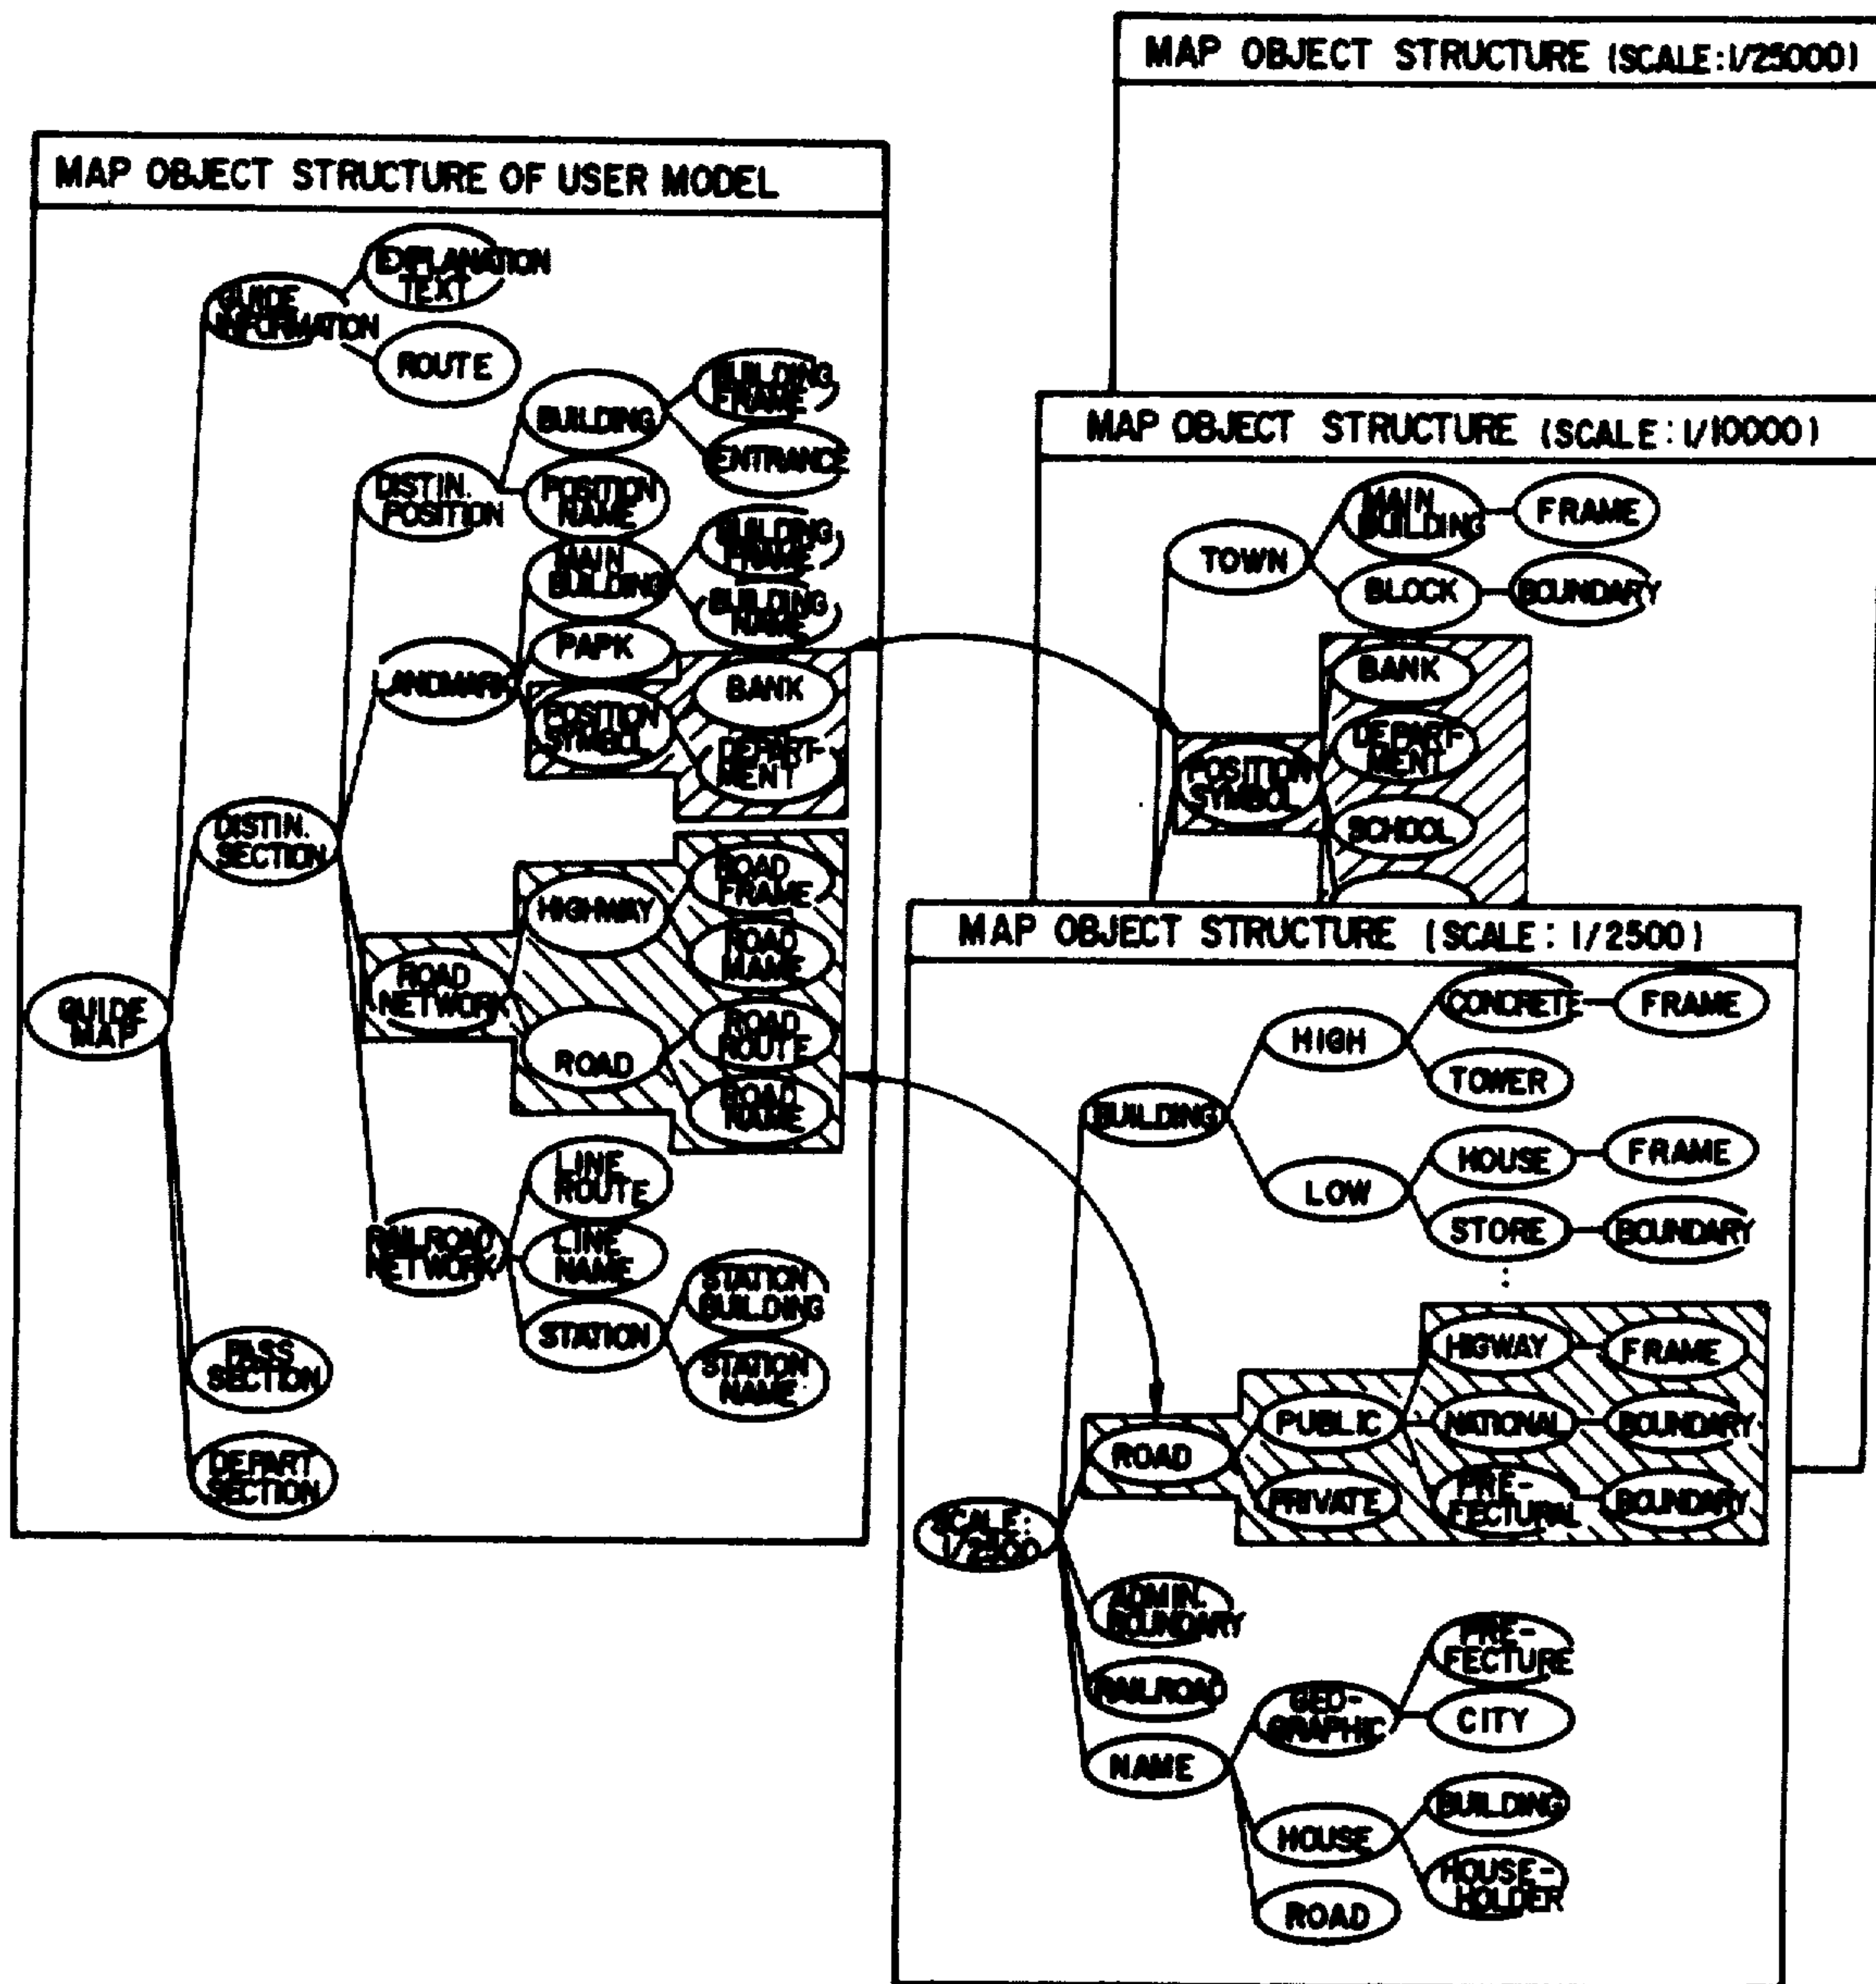 MAP OBJECT STRUCTURE (SCALE:1/25000)
MAP OBJECT STRUCTURE OF USER MODEL
EXPLANATION
TEXT
GUIDE
INFORMATION
ROUTE
BUILDING
FRAME
BUILDING
ENTRANCE
DISTIN.
POSITION
POSITION
NAME
MAIN
BUILDING
BUILDING
FRAME
BUILDING
NAME
LANDMARK
PAPK
POSITION
SYMBOL
BANK
DEPART-
MENT
DISTIN.
SECTION
ROAD
FRAME
HIGHWAY
ROAD
MAME
ROAD
NETWORK
ROAD
ROUTE
ROAD
ROAD
NAME
GUIDE
MAP
LINE
ROUTE
RAILROAD
NETWORK
LINE
NAME
STATION
BUILDING
STATION
STATION
NAME
PASS
SECTION
DEPART
SECTION
MAP OBJECT STRUCTURE (SCALE:1/10000)
MAIN
BUILDING
FRAME
TOWN
BLOCK
BOUNDARY
BANK
DEPART-
MENT
POSITION
SYMBOL
SCHOOL
MAP OBJECT STRUCTURE (SCALE: 1/2500)
CONCRETE
FRAME
HIGH
TOWER
BUILDING
HOUSE
FRAME
LOW
STORE
BOUNDARY
:
HIGWAY
FRAME
PUBLIC
NATIONAL
BOUNDARY
ROAD
PRIVATE
PRE-
FECTURAL
BOUNDARY
SCALE:
1/2500
ADMIN.
BOUNDARY
RAILROAD
PRE-
FECTURE
GEO-
GRAPHIC
CITY
NAME
BUILDING
HOUSE
HOUSE-
HOLDER
ROAD